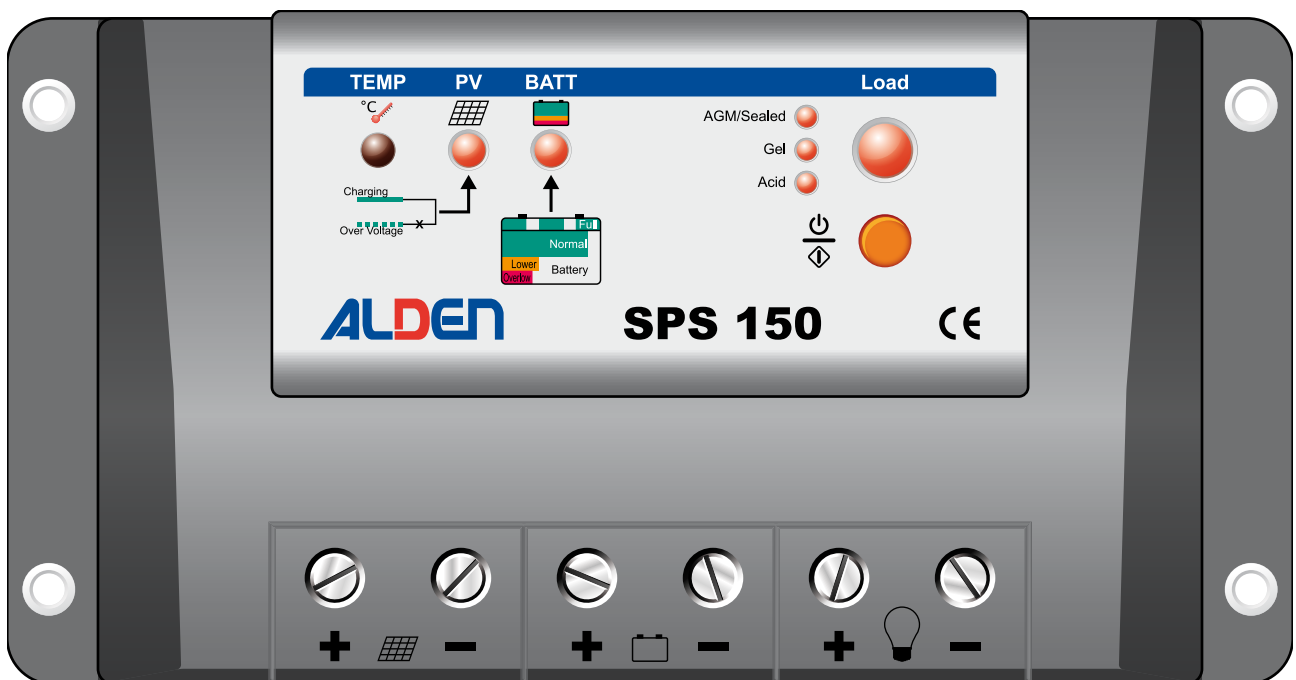 TEMP PV BATT Load
°C
AGM/Sealed
Gel
Acid
Charging
Over Voltage x
Ful
Normal
Lower
Battery
Overlow
ALDEN SPS 150 CE
+ − + − + −